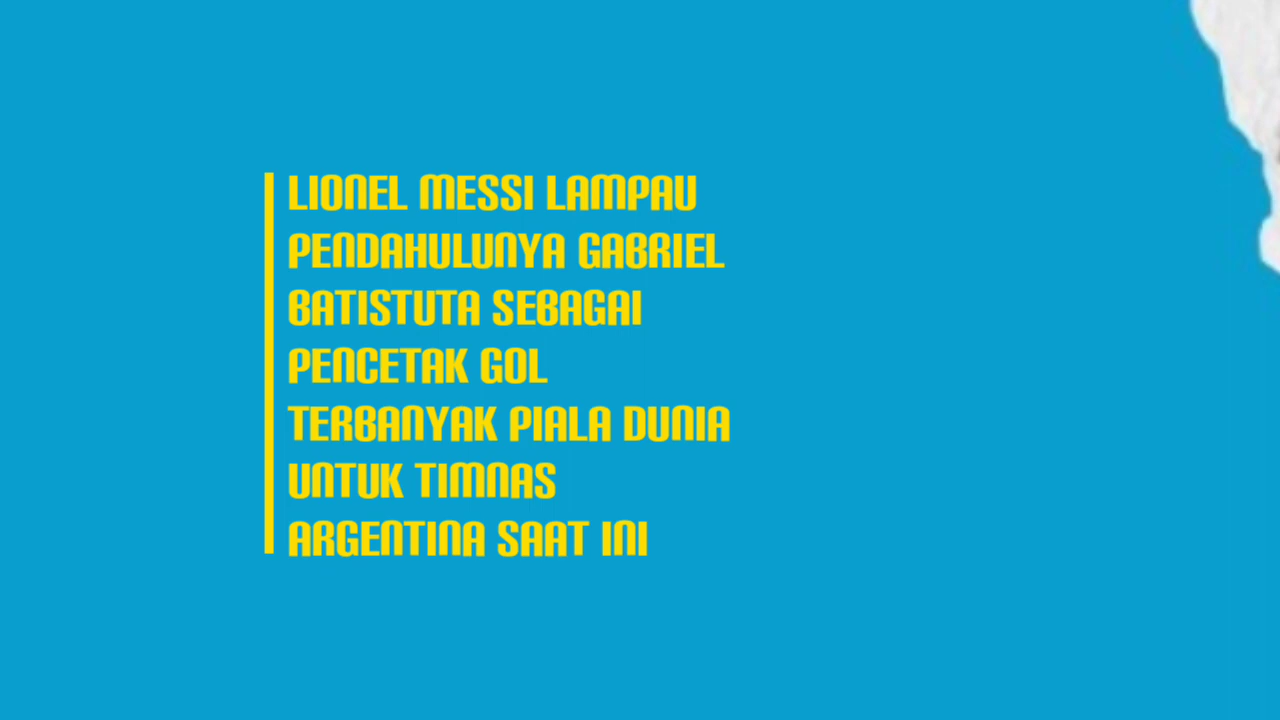 LIONEL MESSI LAMPAU
PENDAHULUNYA GABRIEL
BATISTUTA SEBAGAI
PENCETAK GOL
TERBANYAK PIALA DUNIA
UNTUK TIMNAS
ARGENTINA SAAT INI